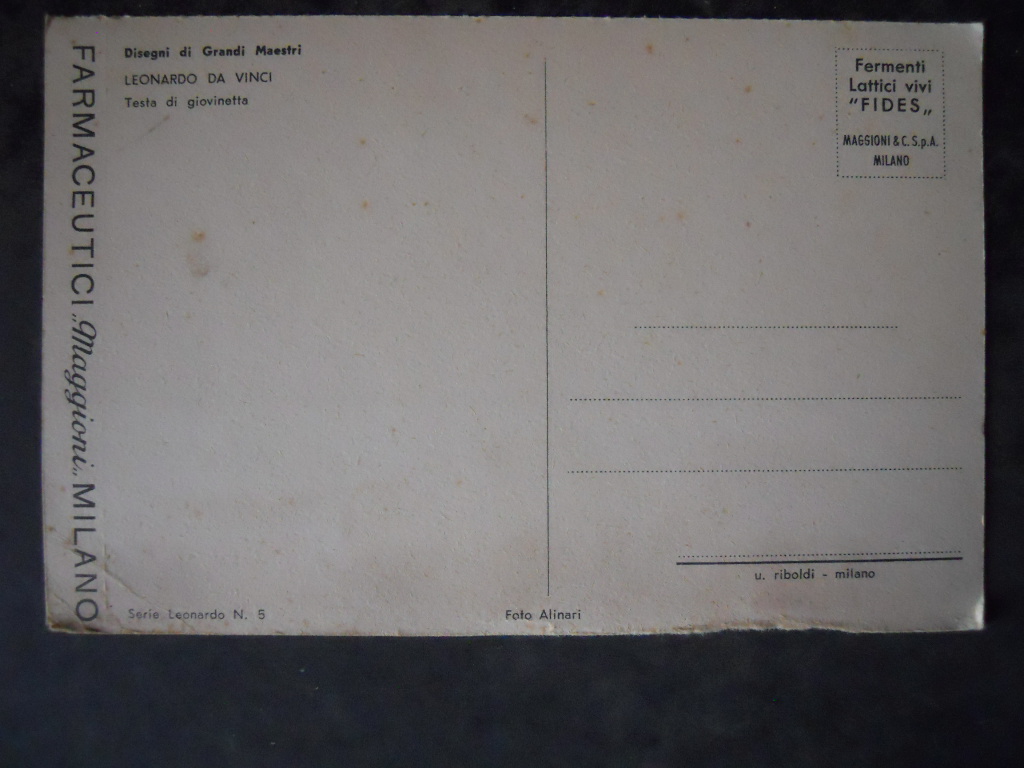 Disegni di Grandi Maestri
LEONARDO DA VINCI
Testa di giovinetta
FARMACEUTICI „Maggioni„ MILANO
Fermenti
Lattici vivi
"FIDES„
MAGGIONI & C. S.p.A.
MILANO
u. riboldi - milano
Serie Leonardo N. 5
Foto Alinari